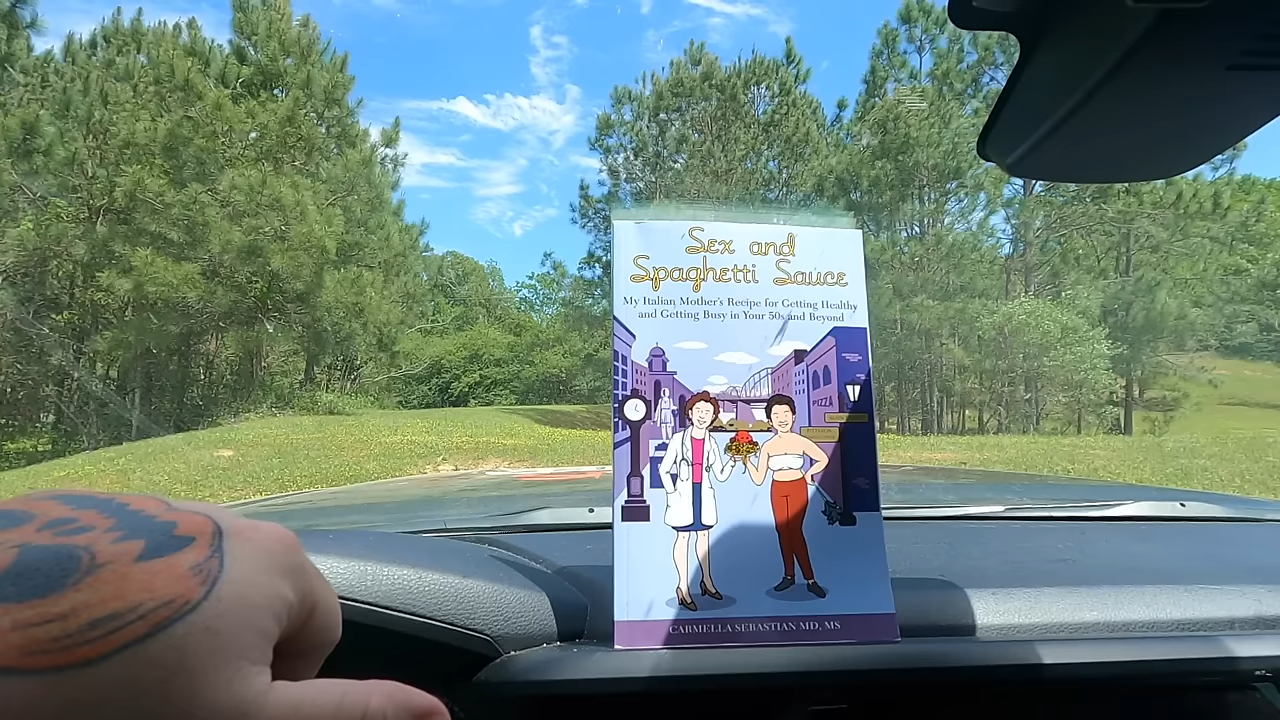 Sex and
Spaghetti Sauce
My Italian Mother's Recipe for Getting Healthy
and Getting Busy in Your 50s and Beyond
PIZZA
CARMELLA SEBASTIAN MD, MS